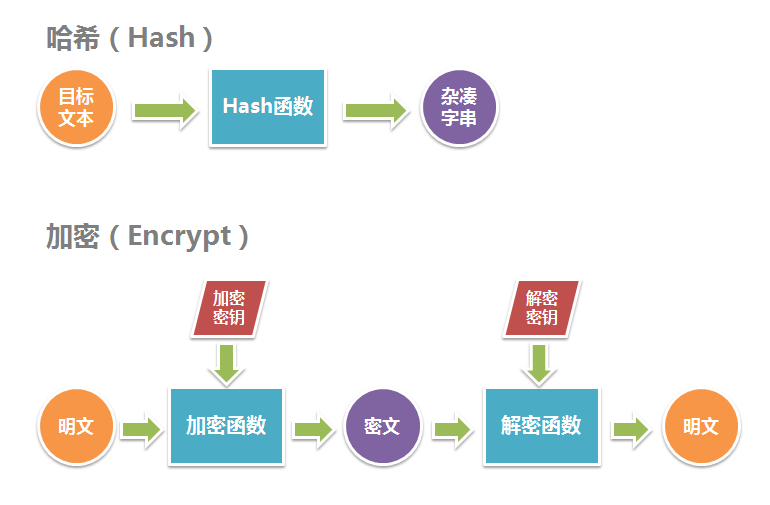 哈希（Hash）
目标
文本
Hash函数
杂凑
字串
加密（Encrypt）
加密
密钥
解密
密钥
明文
加密函数
密文
解密函数
明文